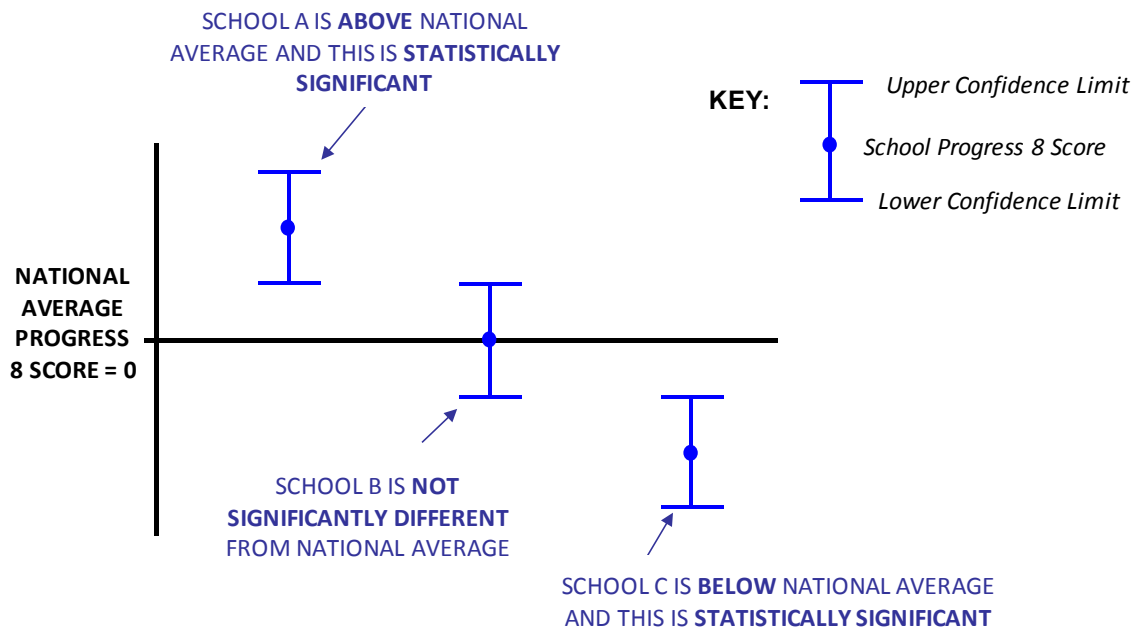 SCHOOL A IS ABOVE NATIONAL
AVERAGE AND THIS IS STATISTICALLY
SIGNIFICANT
KEY:
Upper Confidence Limit
School Progress 8 Score
Lower Confidence Limit
NATIONAL
AVERAGE
PROGRESS
8 SCORE = 0
SCHOOL B IS NOT
SIGNIFICANTLY DIFFERENT
FROM NATIONAL AVERAGE
SCHOOL C IS BELOW NATIONAL AVERAGE
AND THIS IS STATISTICALLY SIGNIFICANT